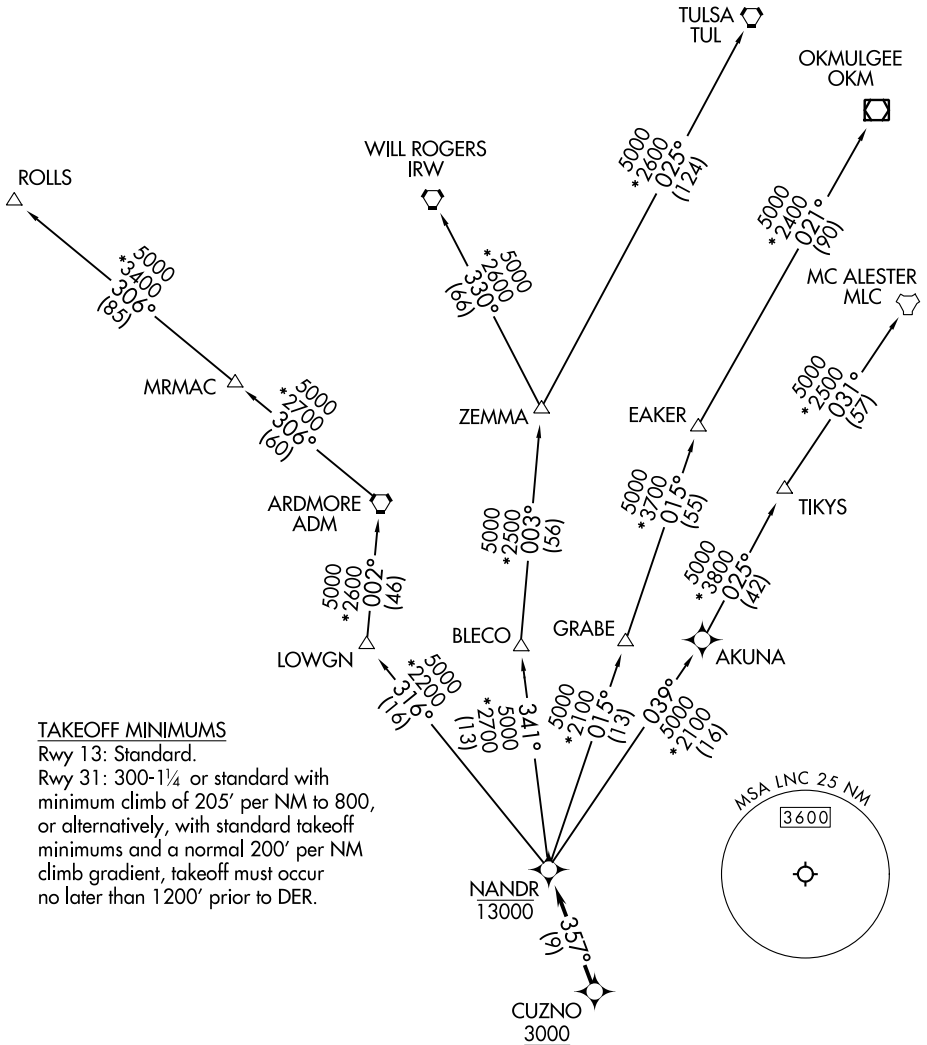 TULSA
TUL
OKMULGEE
OKM
WILL ROGERS
IRW
5000
*2600
025°
(124)
ROLLS
5000
*2400
021°
(90)
5000
*2600
330°
(66)
MC ALESTER
MLC
5000
*3400
306°
(85)
MRMAC
5000
*2700
306°
(60)
ZEMMA
EAKER
5000
*2500
031°
(57)
ARDMORE
ADM
5000
*2500
003°
(56)
5000
*3700
015°
(55)
TIKYS
5000
*2600
002°
(46)
5000
*3800
025°
(42)
LOWGN
BLECO
GRABE
AKUNA
5000
*2200
316°
(16)
341°
5000
*2700
(13)
5000
*2100
015°
(13)
039°
5000
*2100
(16)
TAKEOFF MINIMUMS
Rwy 13: Standard.
Rwy 31: 300-1¼ or standard with
minimum climb of 205' per NM to 800,
or alternatively, with standard takeoff
minimums and a normal 200' per NM
climb gradient, takeoff must occur
no later than 1200' prior to DER.
MSA LNC 25 NM
3600
NANDR
13000
357°
(9)
CUZNO
3000